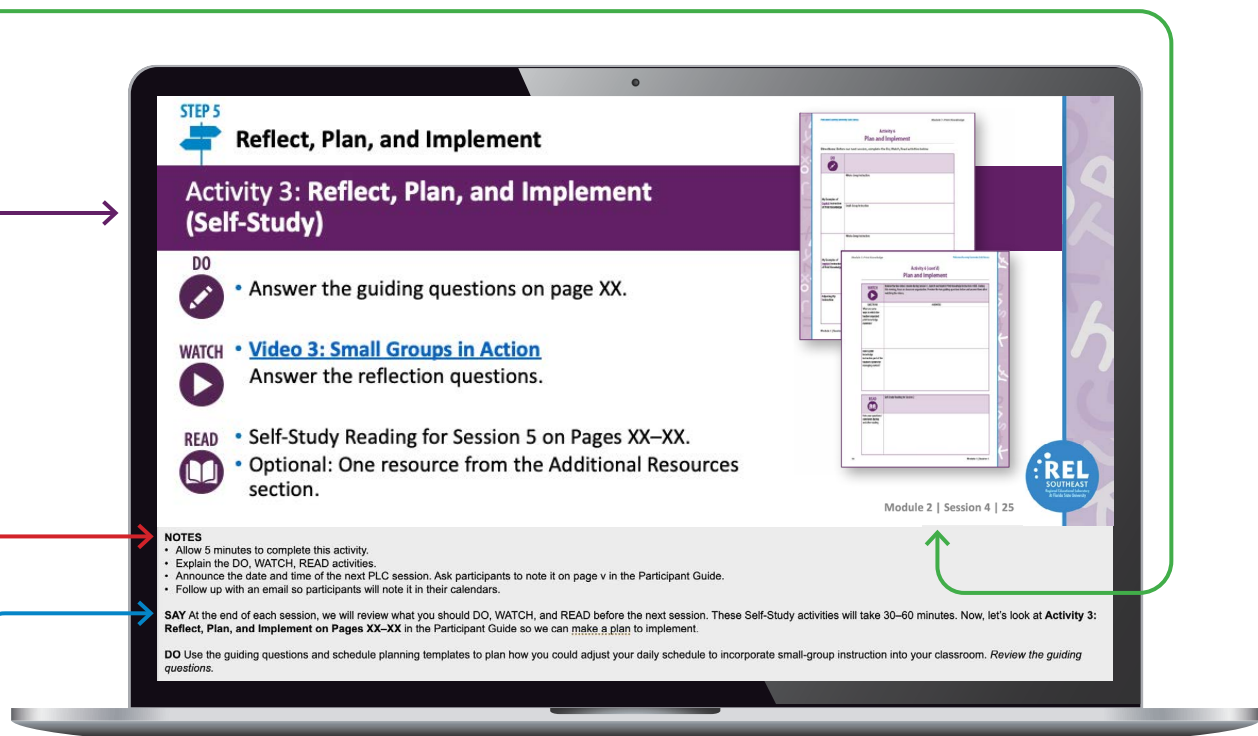 STEP 5
Reflect, Plan, and Implement
Activity 3: Reflect, Plan, and Implement
(Self-Study)
DO
• Answer the guiding questions on page XX.
WATCH
• Video 3: Small Groups in Action
Answer the reflection questions.
READ
• Self-Study Reading for Session 5 on Pages XX–XX.
• Optional: One resource from the Additional Resources
section.
Activity 4
Plan and Implement
DO
Activity 4 (cont'd)
Plan and Implement
WATCH
READ
REL
SOUTHEAST
Regional Educational Laboratory
At Florida State University
Module 2 | Session 4 | 25
NOTES
• Allow 5 minutes to complete this activity.
• Explain the DO, WATCH, READ activities.
• Announce the date and time of the next PLC session. Ask participants to note it on page v in the Participant Guide.
• Follow up with an email so participants will note it in their calendars.
SAY At the end of each session, we will review what you should DO, WATCH, and READ before the next session. These Self-Study activities will take 30–60 minutes. Now, let's look at Activity 3:
Reflect, Plan, and Implement on Pages XX–XX in the Participant Guide so we can make a plan to implement.
DO Use the guiding questions and schedule planning templates to plan how you could adjust your daily schedule to incorporate small-group instruction into your classroom. Review the guiding
questions.